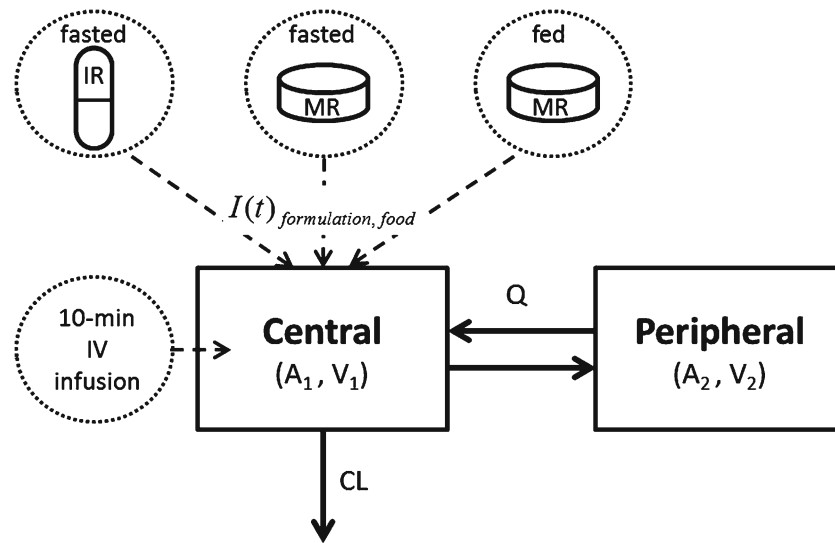 fasted
IR
fasted
MR
fed
MR
I(t) formulation, food
10-min
IV
infusion
Central
(A₁ , V₁)
Q
Peripheral
(A₂ , V₂)
CL